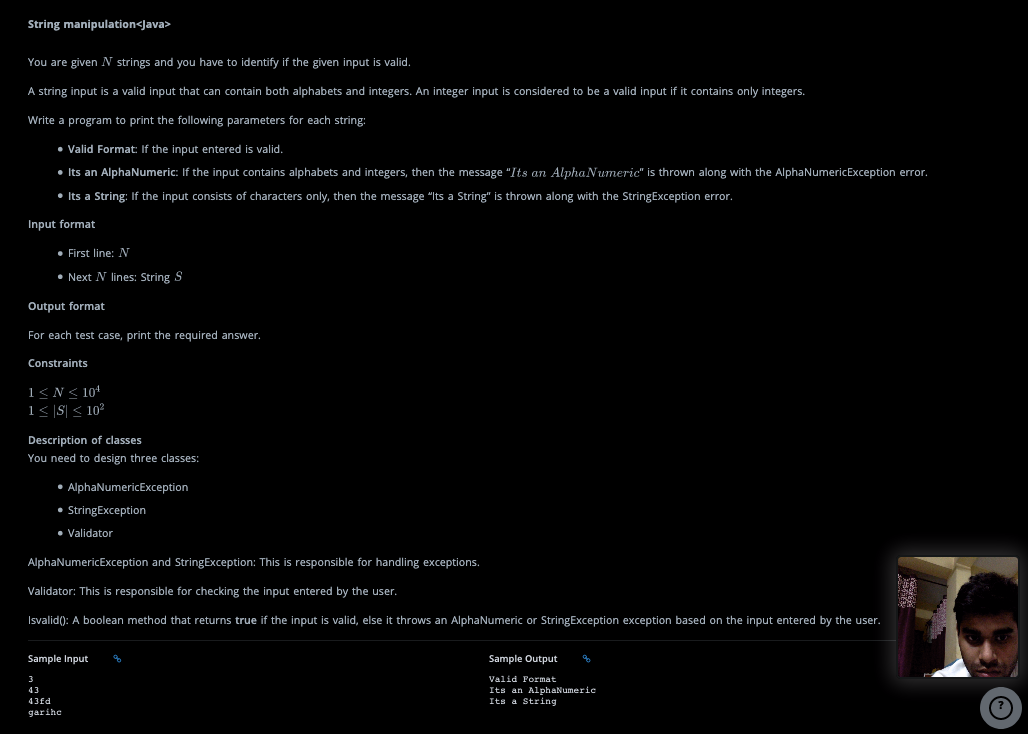 String manipulation<Java>
You are given N strings and you have to identify if the given input is valid.
A string input is a valid input that can contain both alphabets and integers. An integer input is considered to be a valid input if it contains only integers.
Write a program to print the following parameters for each string:
• Valid Format: If the input entered is valid.
• Its an AlphaNumeric: If the input contains alphabets and integers, then the message “Its an AlphaNumeric” is thrown along with the AlphaNumericException error.
• Its a String: If the input consists of characters only, then the message “Its a String” is thrown along with the StringException error.
Input format
• First line: N
• Next N lines: String S
Output format
For each test case, print the required answer.
Constraints
1 ≤ N ≤ 10⁴
1 ≤ |S| ≤ 10²
Description of classes
You need to design three classes:
• AlphaNumericException
• StringException
• Validator
AlphaNumericException and StringException: This is responsible for handling exceptions.
Validator: This is responsible for checking the input entered by the user.
Isvalid(): A boolean method that returns true if the input is valid, else it throws an AlphaNumeric or StringException exception based on the input entered by the user.
Sample Input
3
43
43fd
garihc
Sample Output
Valid Format
Its an AlphaNumeric
Its a String
?